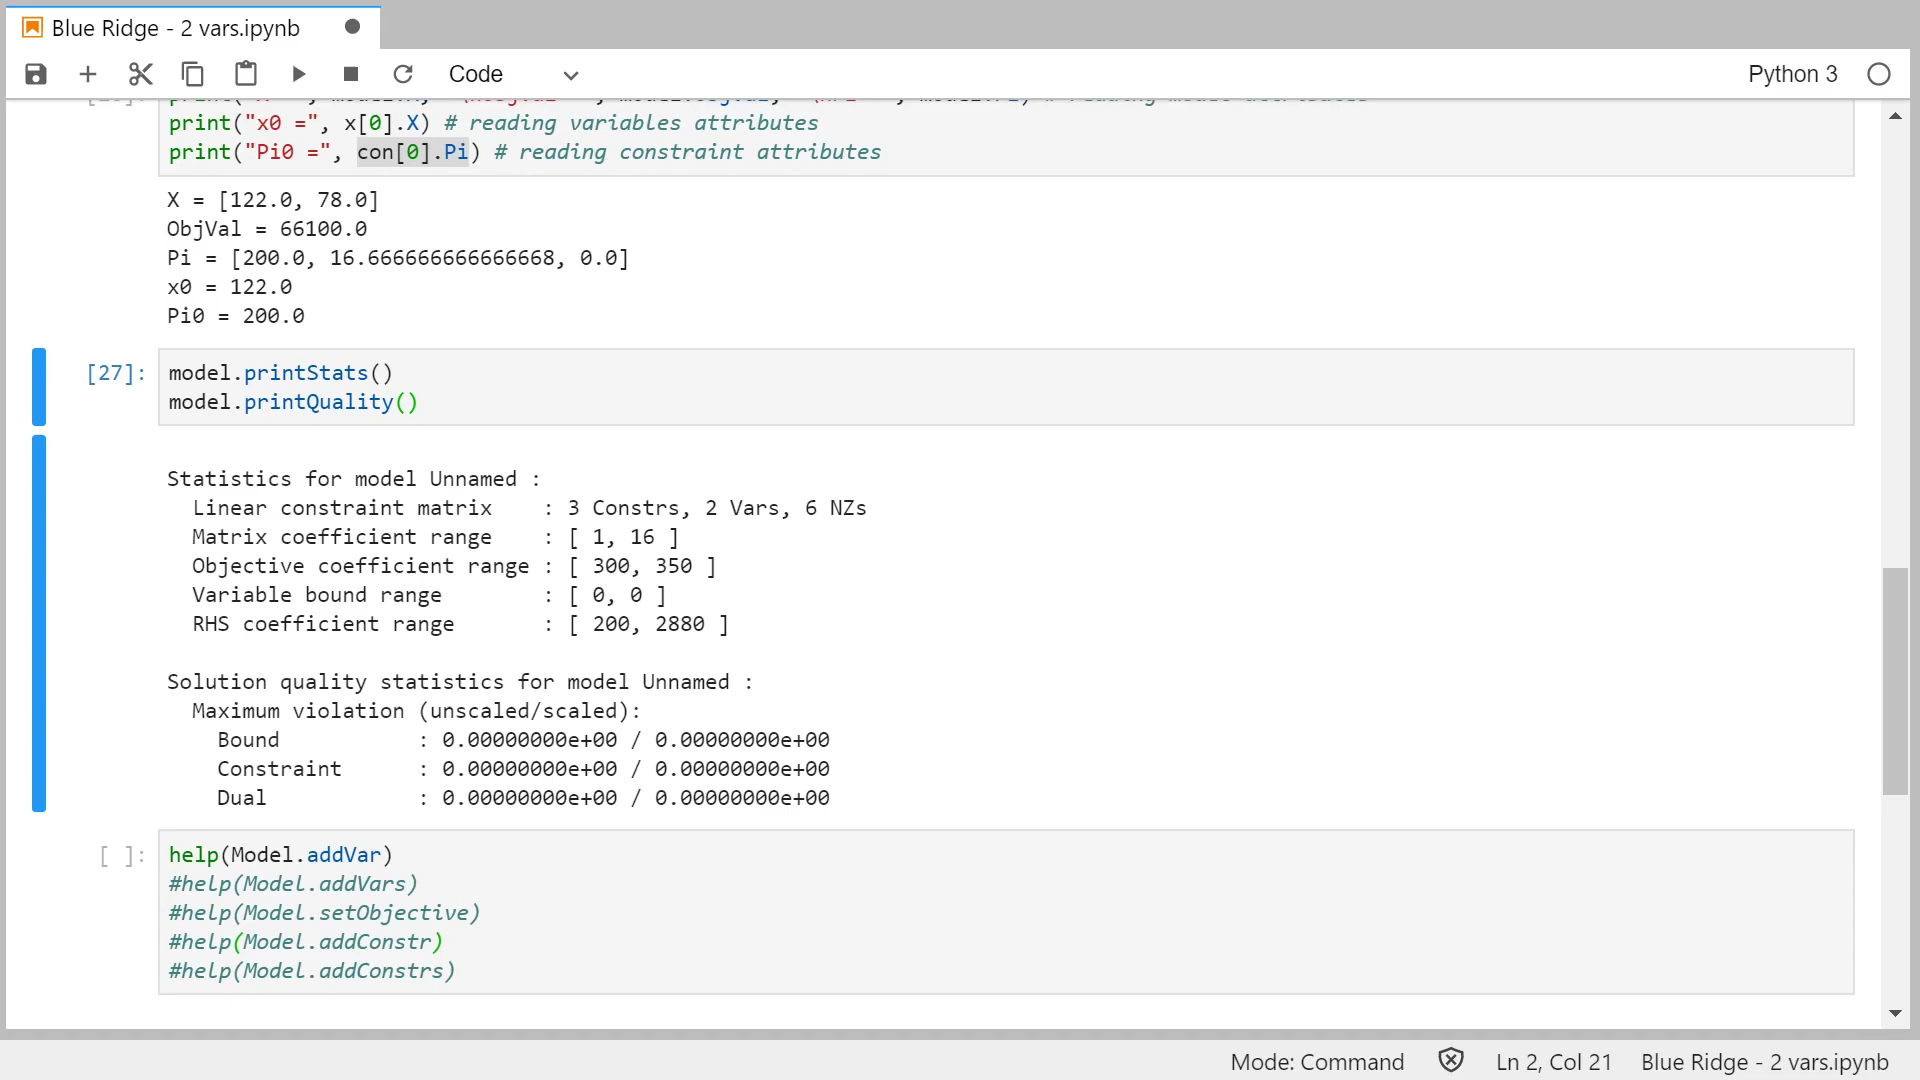 Blue Ridge - 2 vars.ipynb
Code
Python 3
print("x0 =", x[0].X) # reading variables attributes
print("Pi0 =", con[0].Pi) # reading constraint attributes
X = [122.0, 78.0]
ObjVal = 66100.0
Pi = [200.0, 16.666666666666668, 0.0]
x0 = 122.0
Pi0 = 200.0
[27]: model.printStats()
model.printQuality()
Statistics for model Unnamed :
Linear constraint matrix : 3 Constrs, 2 Vars, 6 NZs
Matrix coefficient range : [ 1, 16 ]
Objective coefficient range : [ 300, 350 ]
Variable bound range : [ 0, 0 ]
RHS coefficient range : [ 200, 2880 ]
Solution quality statistics for model Unnamed :
Maximum violation (unscaled/scaled):
Bound : 0.00000000e+00 / 0.00000000e+00
Constraint : 0.00000000e+00 / 0.00000000e+00
Dual : 0.00000000e+00 / 0.00000000e+00
[ ]: help(Model.addVar)
#help(Model.addVars)
#help(Model.setObjective)
#help(Model.addConstr)
#help(Model.addConstrs)
Mode: Command
Ln 2, Col 21
Blue Ridge - 2 vars.ipynb